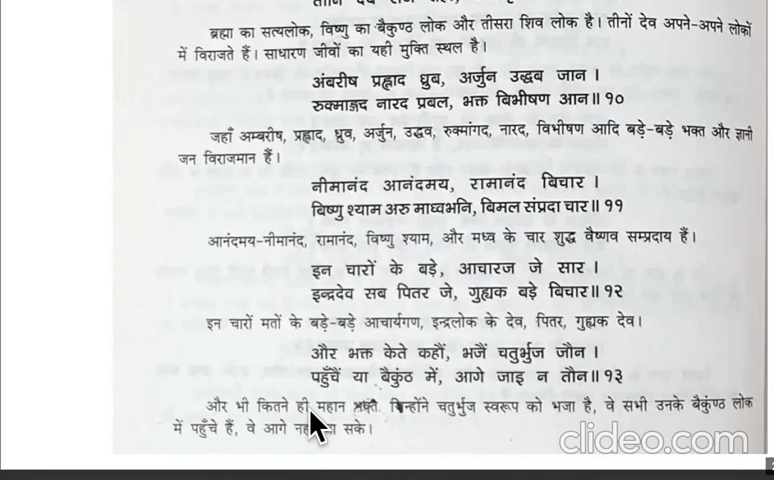 ब्रह्मा का सत्यलोक, विष्णु का बैकुण्ठ लोक और तीसरा शिव लोक है। तीनों देव अपने-अपने लोकों
में विराजते हैं। साधारण जीवों का यही मुक्ति स्थल है।
अंबरीष प्रह्लाद ध्रुब, अर्जुन उद्धब जान ।
रुक्माङ्गद नारद प्रबल, भक्त बिभीषण आन॥ १०
जहाँ अम्बरीष, प्रह्लाद, ध्रुव, अर्जुन, उद्धव, रुक्मांगद, नारद, विभीषण आदि बड़े-बड़े भक्त और ज्ञानी
जन विराजमान हैं।
नीमानंद आनंदमय, रामानंद बिचार ।
बिष्णु श्याम अरु माध्वभनि, बिमल संप्रदा चार॥ ११
आनंदमय-नीमानंद, रामानंद, विष्णु श्याम, और मध्व के चार शुद्ध वैष्णव सम्प्रदाय हैं।
इन चारों के बड़े, आचारज जे सार ।
इन्द्रदेव सब पितर जे, गुह्यक बड़े बिचार॥ १२
इन चारों मतों के बड़े-बड़े आचार्यगण, इन्द्रलोक के देव, पितर, गुह्यक देव।
और भक्त केते कहौं, भजैं चतुर्भुज जौन ।
पहुँचैं या बैकुंठ में, आगे जाइ न तौन॥ १३
और भी कितने ही महान जिन्होंने चतुर्भुज स्वरूप को भजा है, वे सभी उनके बैकुण्ठ लोक
में पहुँचे हैं, वे आगे सके।
clideo.com